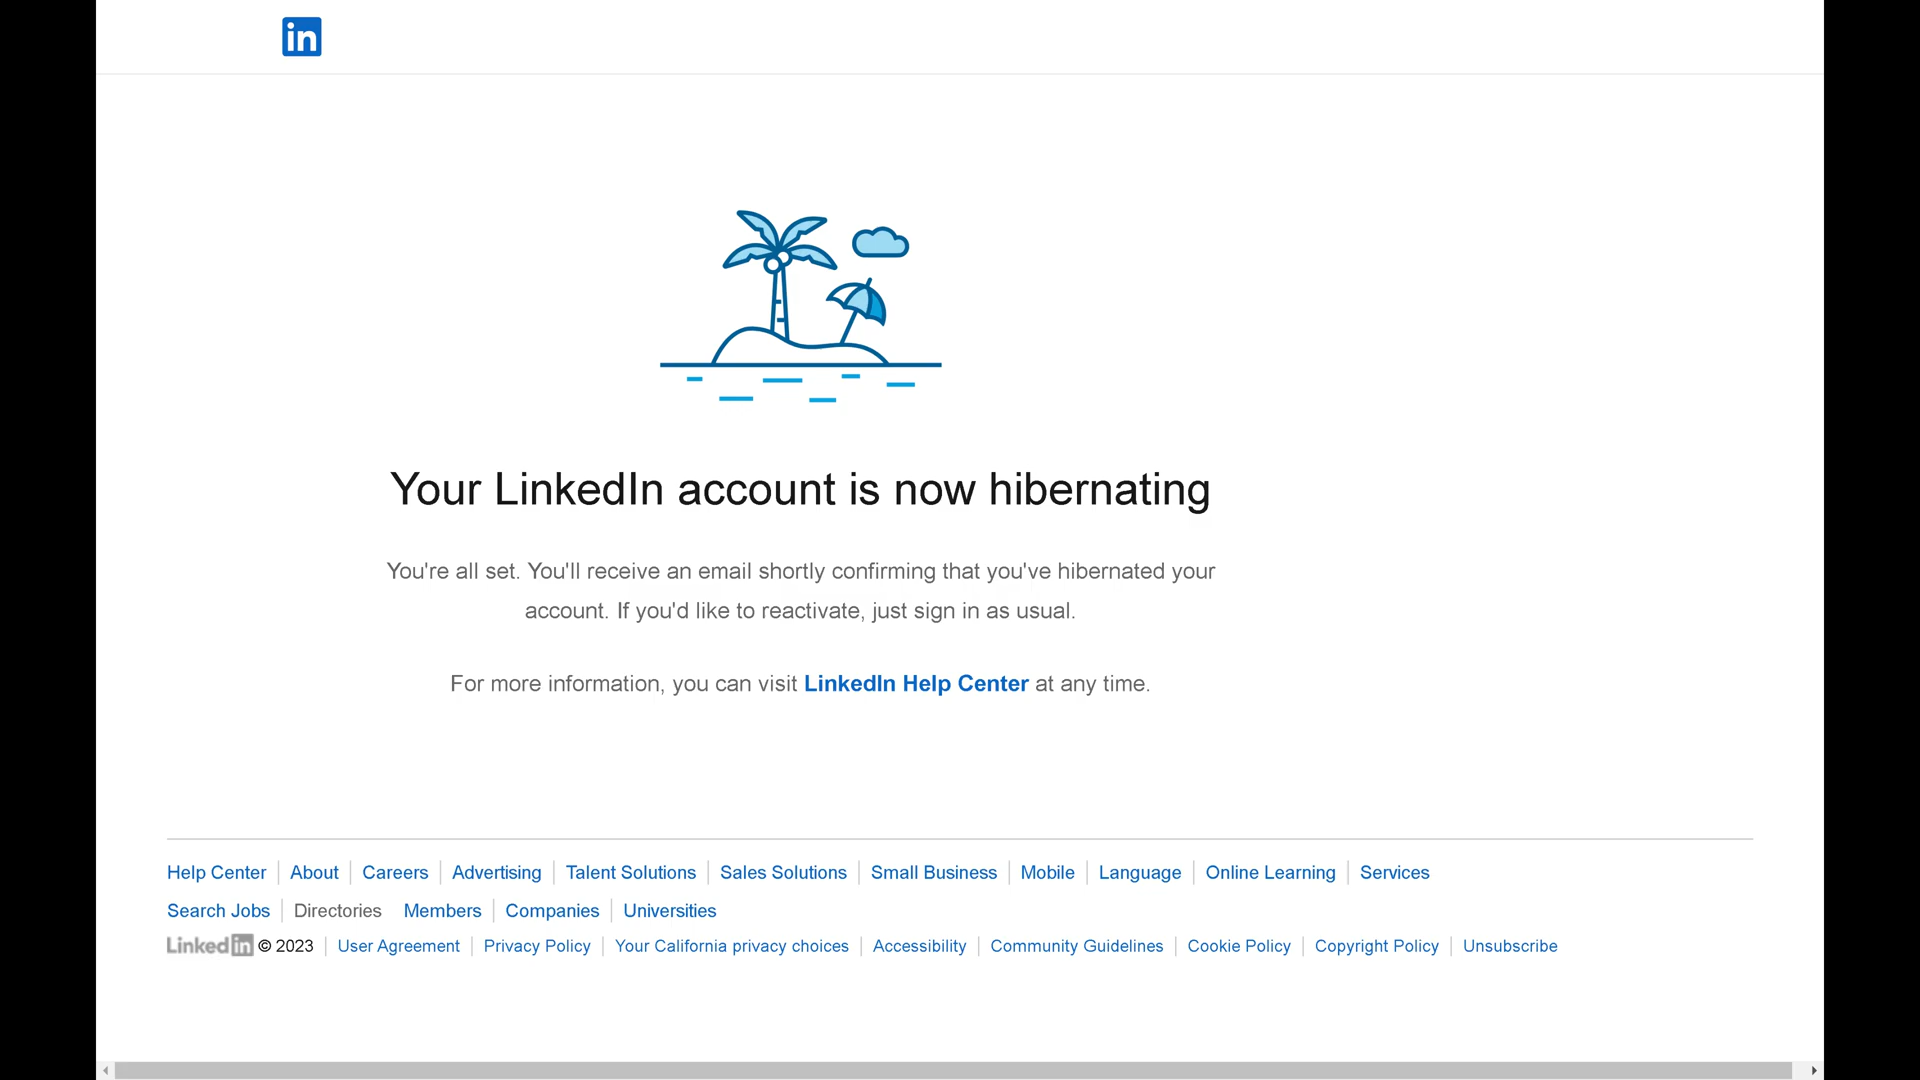 in
Your LinkedIn account is now hibernating
You're all set. You'll receive an email shortly confirming that you've hibernated your
account. If you'd like to reactivate, just sign in as usual.
For more information, you can visit LinkedIn Help Center at any time.
Help Center About Careers Advertising Talent Solutions Sales Solutions Small Business Mobile Language Online Learning Services
Search Jobs Directories Members Companies Universities
LinkedIn © 2023 User Agreement Privacy Policy Your California privacy choices Accessibility Community Guidelines Cookie Policy Copyright Policy Unsubscribe